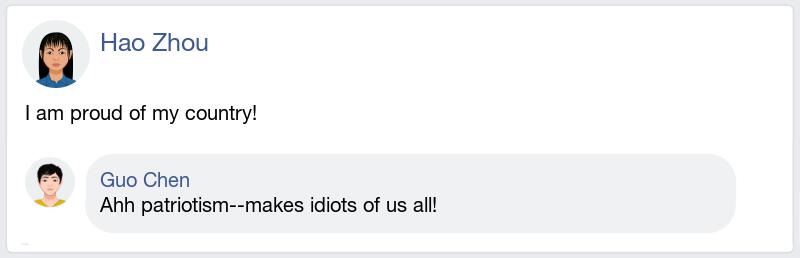 Hao Zhou
I am proud of my country!
Guo Chen
Ahh patriotism--makes idiots of us all!